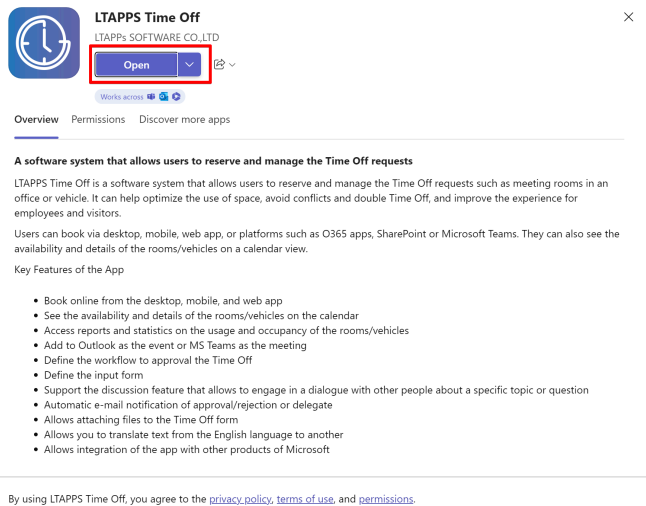 LTAPPS Time Off
LTAPPs SOFTWARE CO.,LTD
Open
Works across
Overview Permissions Discover more apps
A software system that allows users to reserve and manage the Time Off requests
LTAPPS Time Off is a software system that allows users to reserve and manage the Time Off requests such as meeting rooms in an
office or vehicle. It can help optimize the use of space, avoid conflicts and double Time Off, and improve the experience for
employees and visitors.
Users can book via desktop, mobile, web app, or platforms such as O365 apps, SharePoint or Microsoft Teams. They can also see the
availability and details of the rooms/vehicles on a calendar view.
Key Features of the App
• Book online from the desktop, mobile, and web app
• See the availability and details of the rooms/vehicles on the calendar
• Access reports and statistics on the usage and occupancy of the rooms/vehicles
• Add to Outlook as the event or MS Teams as the meeting
• Define the workflow to approval the Time Off
• Define the input form
• Support the discussion feature that allows to engage in a dialogue with other people about a specific topic or question
• Automatic e-mail notification of approval/rejection or delegate
• Allows attaching files to the Time Off form
• Allows you to translate text from the English language to another
• Allows integration of the app with other products of Microsoft
By using LTAPPS Time Off, you agree to the privacy policy, terms of use, and permissions.